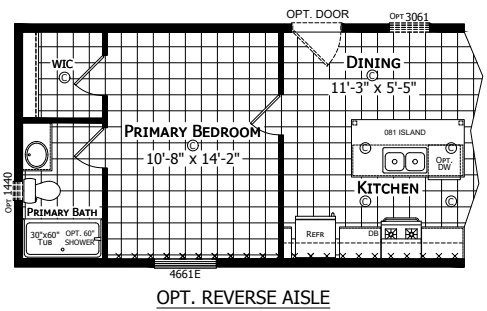 OPT. DOOR
OPT 3061
WIC
©
DINING
©
11'-3" x 5'-5"
PRIMARY BEDROOM
©
10'-8" x 14'-2"
081 ISLAND
© ©
OPT.
DW
OPT 1440
KITCHEN
© ©
PRIMARY BATH
30"x60"
TUB
OPT. 60"
SHOWER
REFR
DB
4661E
OPT. REVERSE AISLE